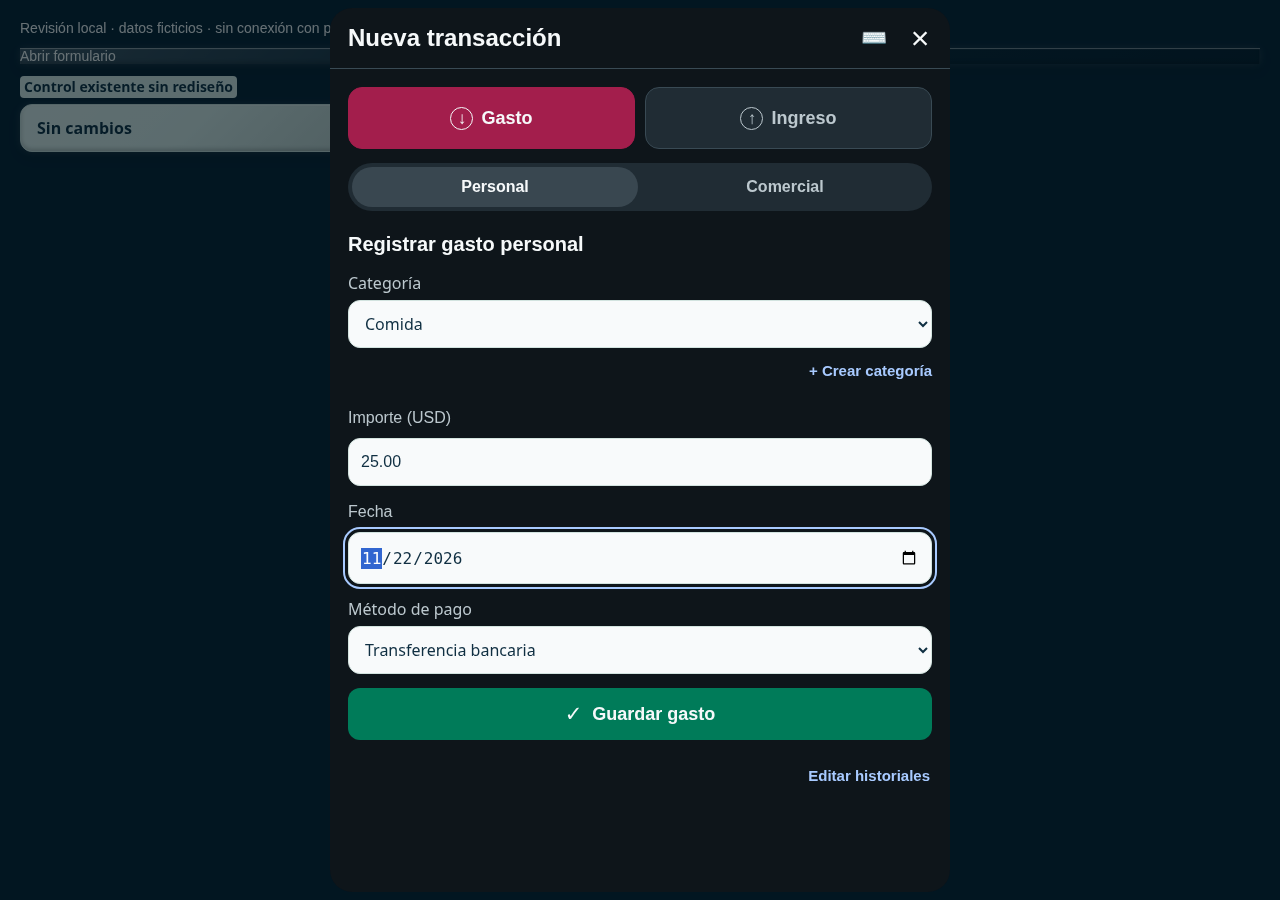 Revisión local · datos ficticios · sin conexión con p
Abrir formulario
Control existente sin rediseño
Sin cambios
Nueva transacción
Gasto
Ingreso
Personal
Comercial
Registrar gasto personal
Categoría
Comida
+ Crear categoría
Importe (USD)
25.00
Fecha
11/22/2026
Método de pago
Transferencia bancaria
✓ Guardar gasto
Editar historiales